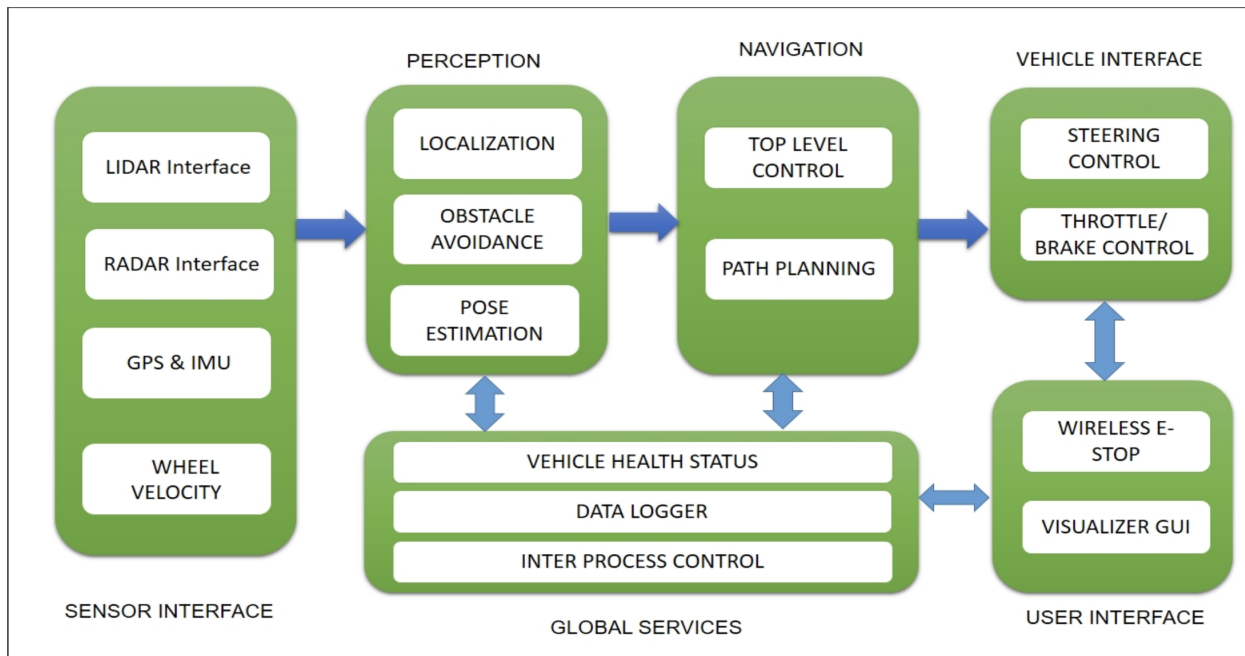 SENSOR INTERFACE
LIDAR Interface
RADAR Interface
GPS & IMU
WHEEL
VELOCITY
PERCEPTION
LOCALIZATION
OBSTACLE
AVOIDANCE
POSE
ESTIMATION
NAVIGATION
TOP LEVEL
CONTROL
PATH PLANNING
VEHICLE INTERFACE
STEERING
CONTROL
THROTTLE/
BRAKE CONTROL
VEHICLE HEALTH STATUS
DATA LOGGER
INTER PROCESS CONTROL
GLOBAL SERVICES
WIRELESS E-
STOP
VISUALIZER GUI
USER INTERFACE